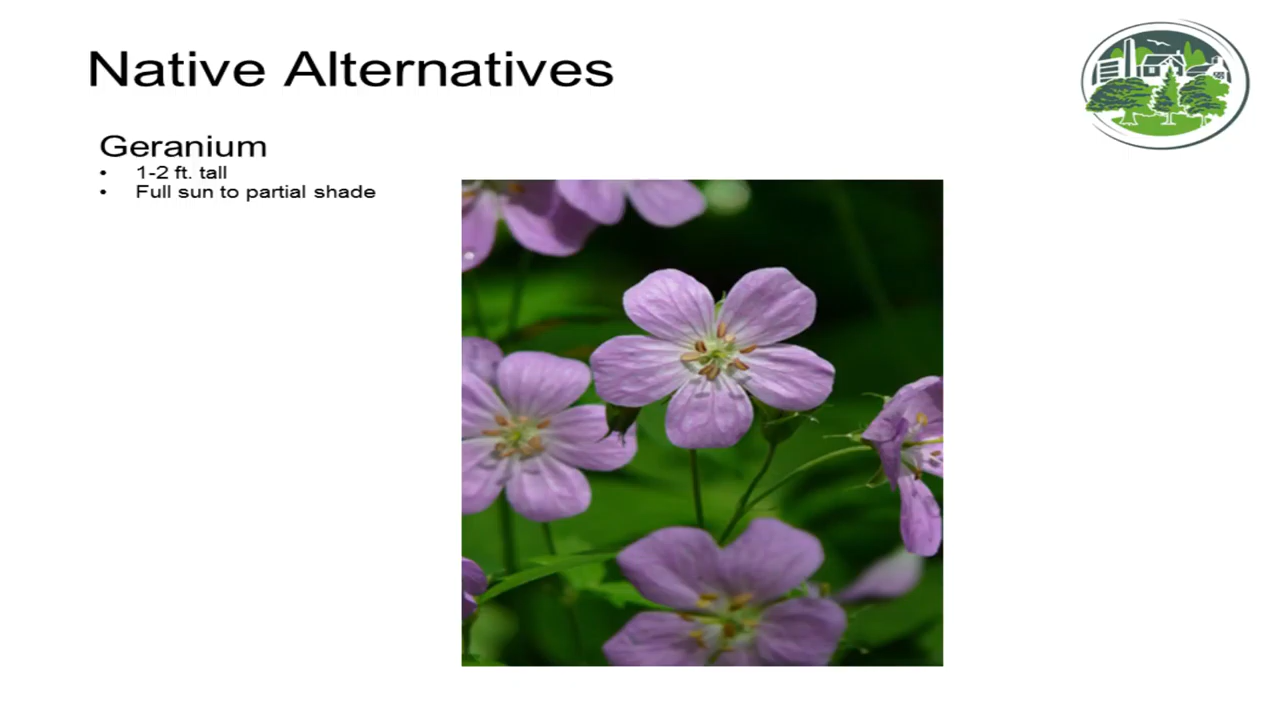 Native Alternatives
Geranium
• 1-2 ft. tall
• Full sun to partial shade